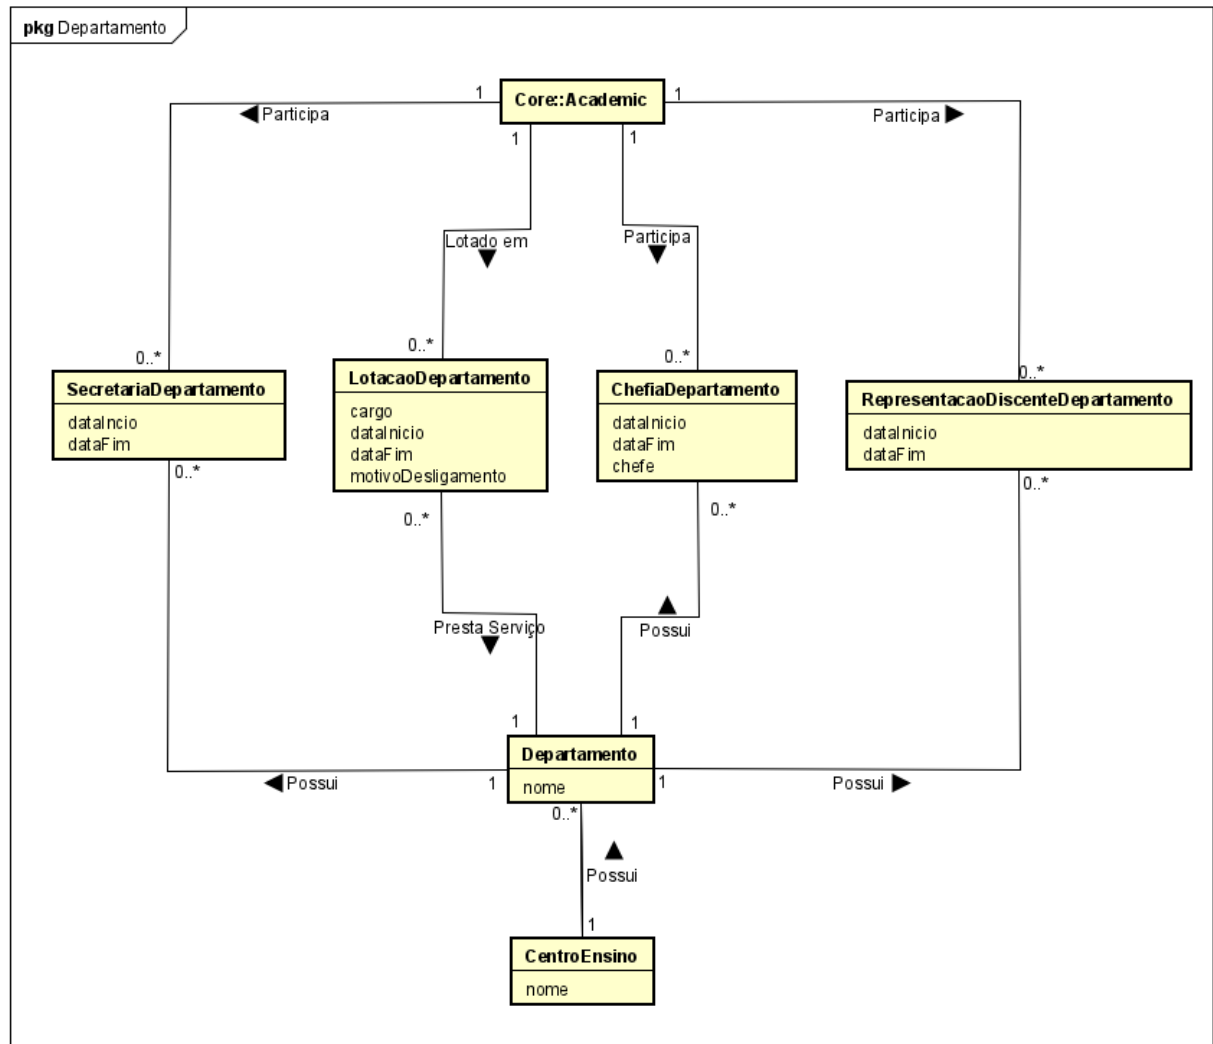 pkg Departamento
1
Core::Academic
1
Participa
Participa
1
1
Lotado em
Participa
0..*
0..*
0..*
0..*
SecretariaDepartamento
dataIncio
dataFim
LotacaoDepartamento
cargo
dataInicio
dataFim
motivoDesligamento
ChefiaDepartamento
dataInicio
dataFim
chefe
RepresentacaoDiscenteDepartamento
dataInicio
dataFim
0..*
0..*
0..*
0..*
Presta Serviço
Possui
1
1
Departamento
nome
Possui
1
1
Possui
0..*
Possui
1
CentroEnsino
nome